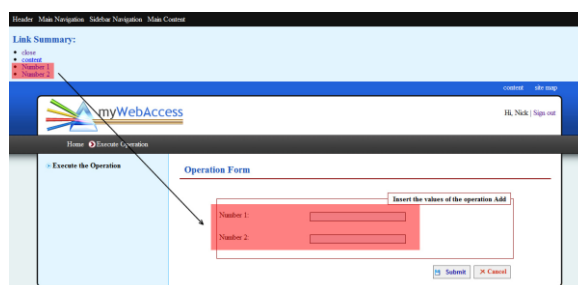 Header Main Navigation Sidebar Navigation Main Content
Link Summary:
close
content
Number 1:
Number 2:
content site map
myWebAccess
Hi, Nick | Sign out
Home Execute Operation
Execute the Operation
Operation Form
Insert the values of the operation Add
Number 1:
Number 2:
Submit Cancel